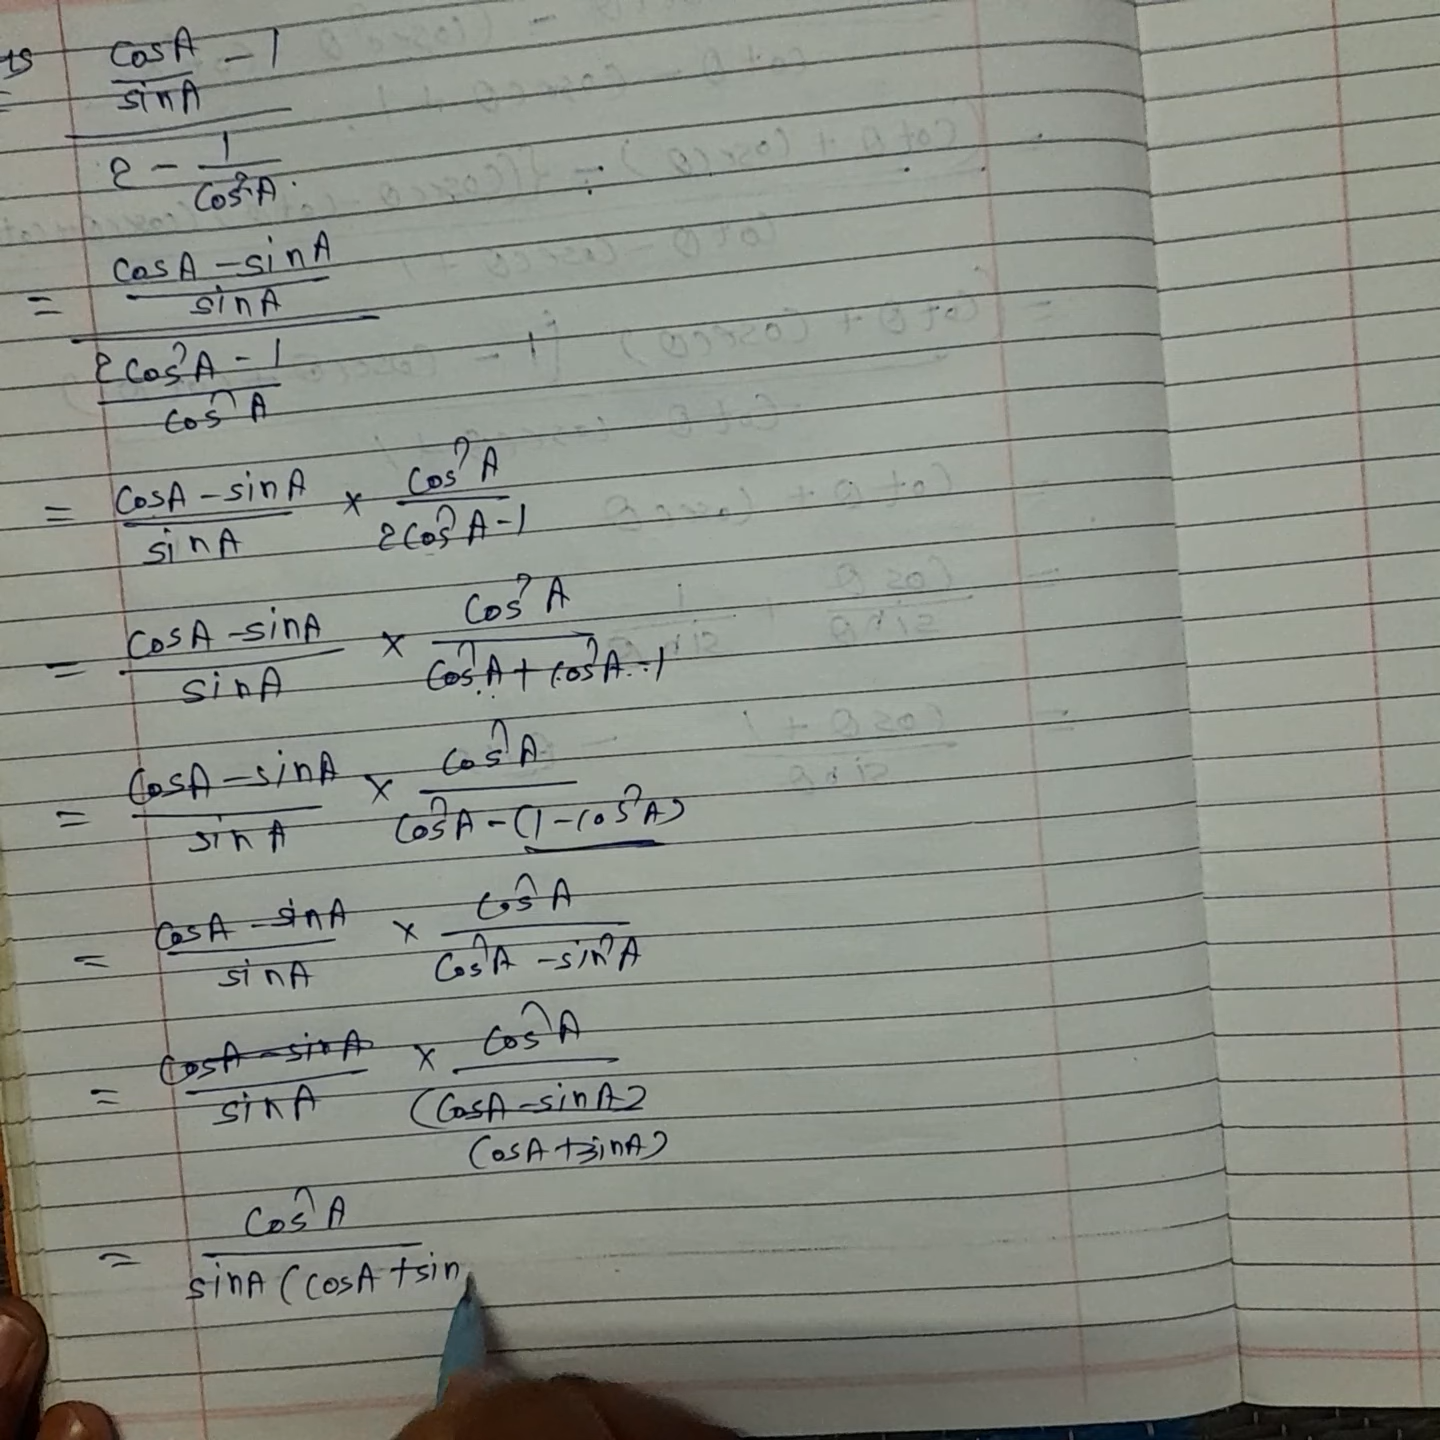 cosA/sinA - 1
2 - 1/cos²A
= cosA - sinA/sinA
2cos²A - 1/cos²A
= cosA - sinA/sinA × cos²A/2cos²A - 1
= cosA - sinA/sinA × cos²A/cos²A + cos²A - 1
= cosA - sinA/sinA × cos²A/cos²A - (1 - cos²A)
= cosA - sinA/sinA × cos²A/cos²A - sin²A
= cosA - sinA/sinA × cos²A/(cosA - sinA)
(cosA + sinA)
= cos²A/sinA (cosA + sin